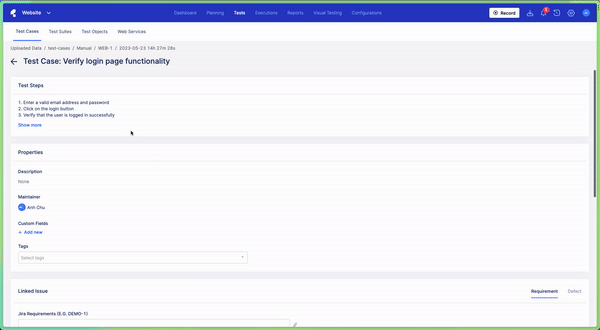 Website
Dashboard Planning Tests Executions Reports Visual Testing Configurations
Record
Test Cases Test Suites Test Objects Web Services
Uploaded Data / test-cases / Manual / WEB-1 / 2023-05-23 14h 27m 28s
Test Case: Verify login page functionality
Test Steps
1. Enter a valid email address and password
2. Click on the login button
3. Verify that the user is logged in successfully
Show more
Properties
Description
None
Maintainer
Anh Chu
Custom Fields
+ Add new
Tags
Select tags
Linked Issue
Requirement Defect
Jira Requirements (E.G. DEMO-1)